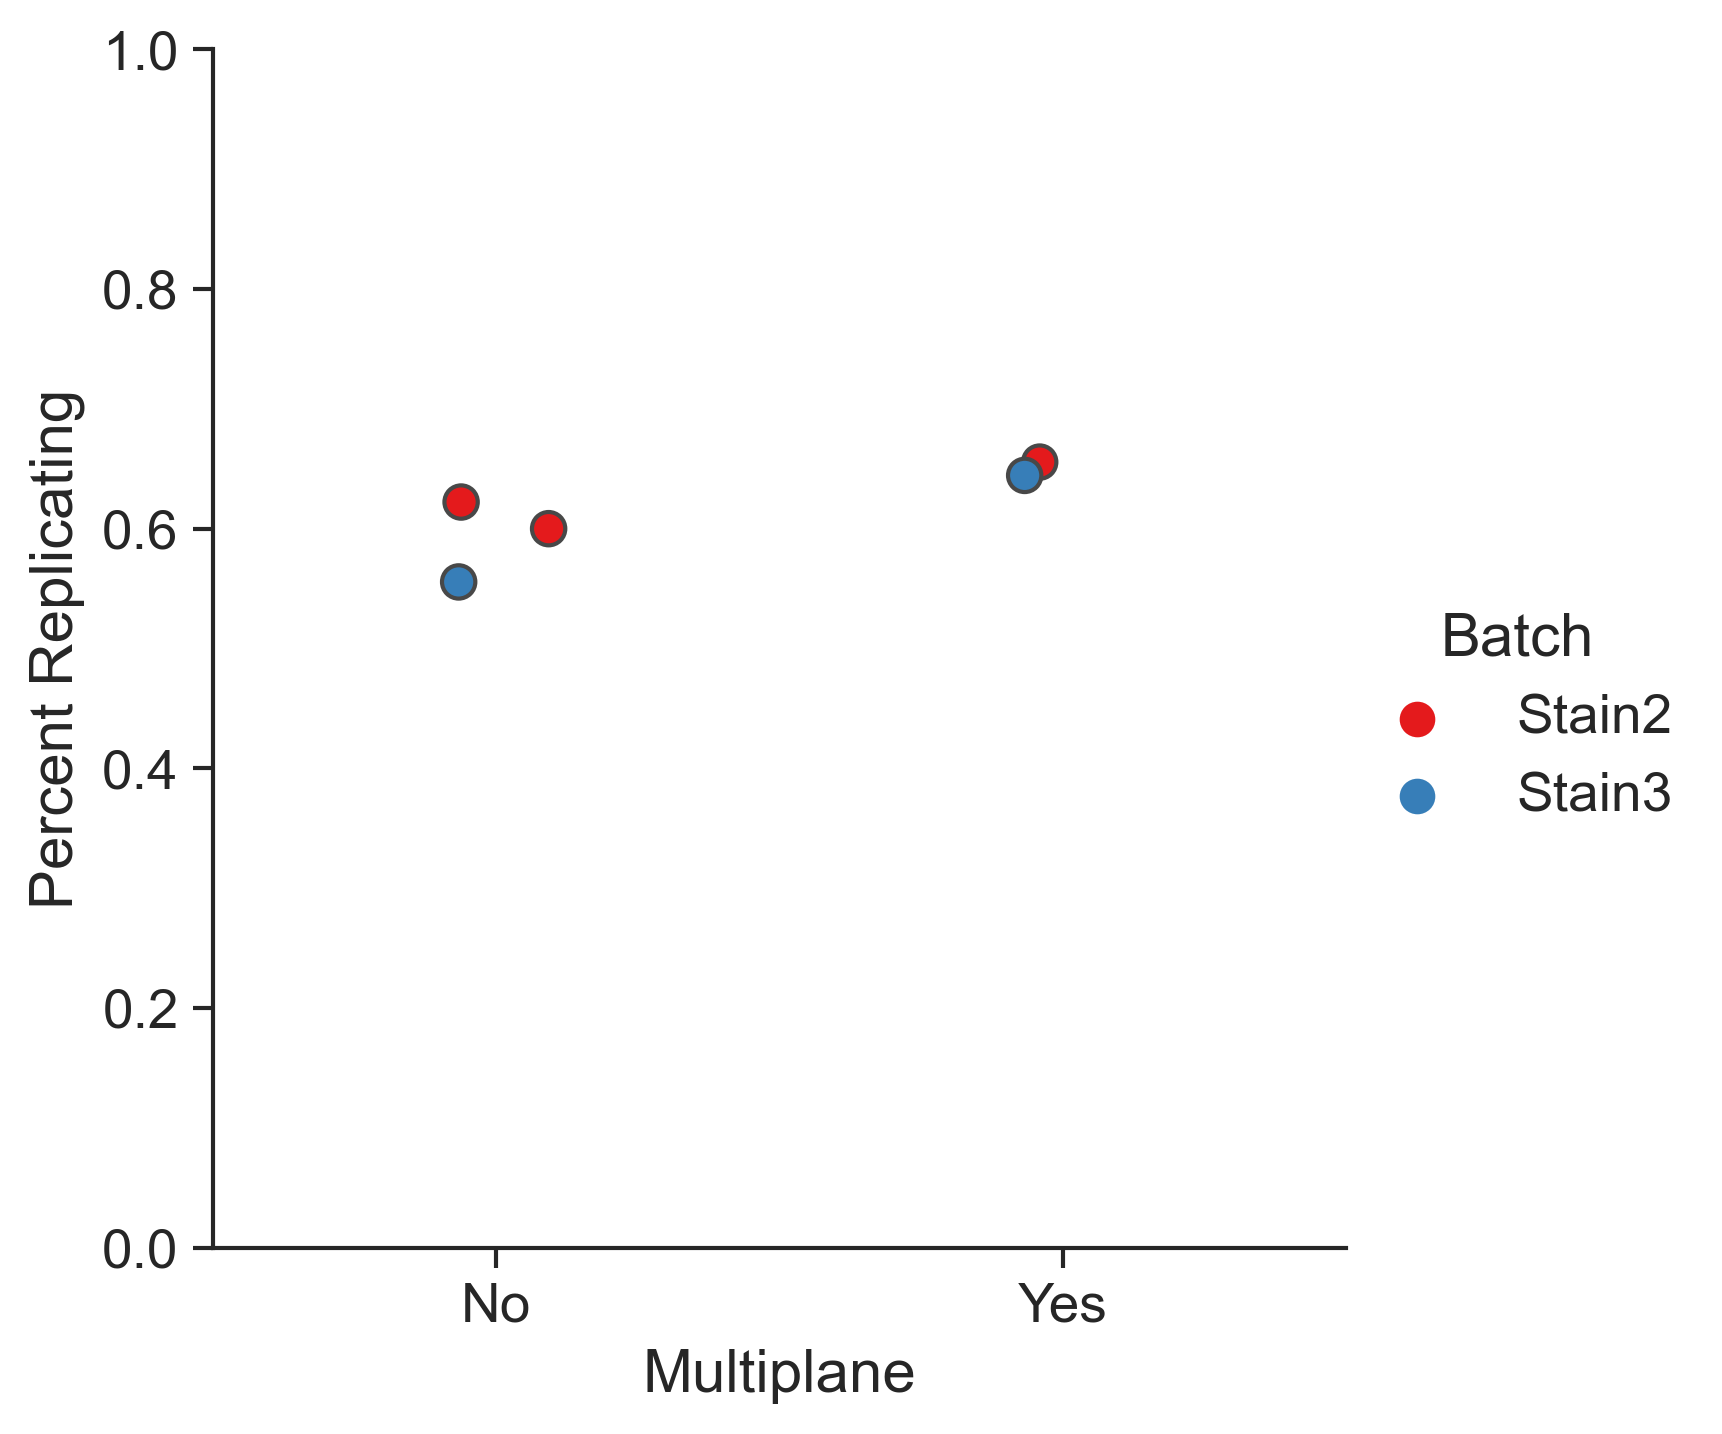 1.0
0.8
0.6
0.4
0.2
0.0
Percent Replicating
No
Yes
Multiplane
Batch
Stain2
Stain3